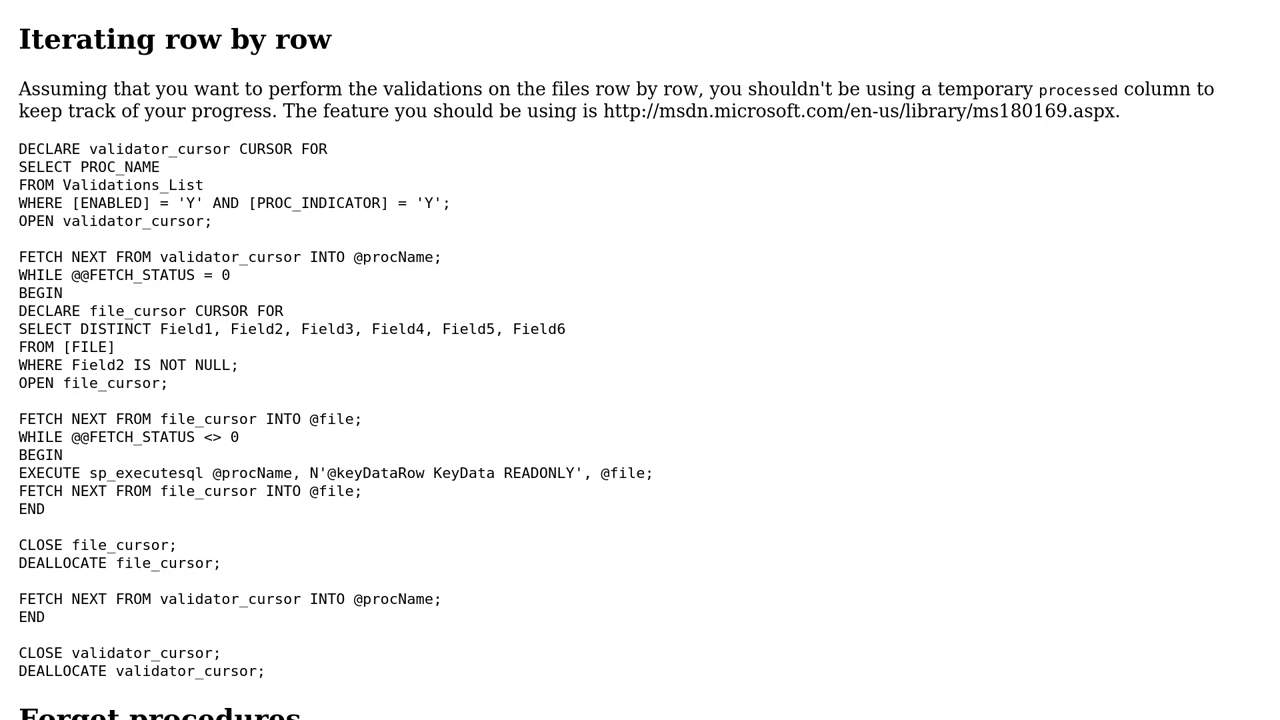 Iterating row by row
Assuming that you want to perform the validations on the files row by row, you shouldn't be using a temporary processed column to
keep track of your progress. The feature you should be using is http://msdn.microsoft.com/en-us/library/ms180169.aspx.
DECLARE validator_cursor CURSOR FOR
SELECT PROC_NAME
FROM Validations_List
WHERE [ENABLED] = 'Y' AND [PROC_INDICATOR] = 'Y';
OPEN validator_cursor;
FETCH NEXT FROM validator_cursor INTO @procName;
WHILE @@FETCH_STATUS = 0
BEGIN
DECLARE file_cursor CURSOR FOR
SELECT DISTINCT Field1, Field2, Field3, Field4, Field5, Field6
FROM [FILE]
WHERE Field2 IS NOT NULL;
OPEN file_cursor;
FETCH NEXT FROM file_cursor INTO @file;
WHILE @@FETCH_STATUS <> 0
BEGIN
EXECUTE sp_executesql @procName, N'@keyDataRow KeyData READONLY', @file;
FETCH NEXT FROM file_cursor INTO @file;
END
CLOSE file_cursor;
DEALLOCATE file_cursor;
FETCH NEXT FROM validator_cursor INTO @procName;
END
CLOSE validator_cursor;
DEALLOCATE validator_cursor;
Forget procedures